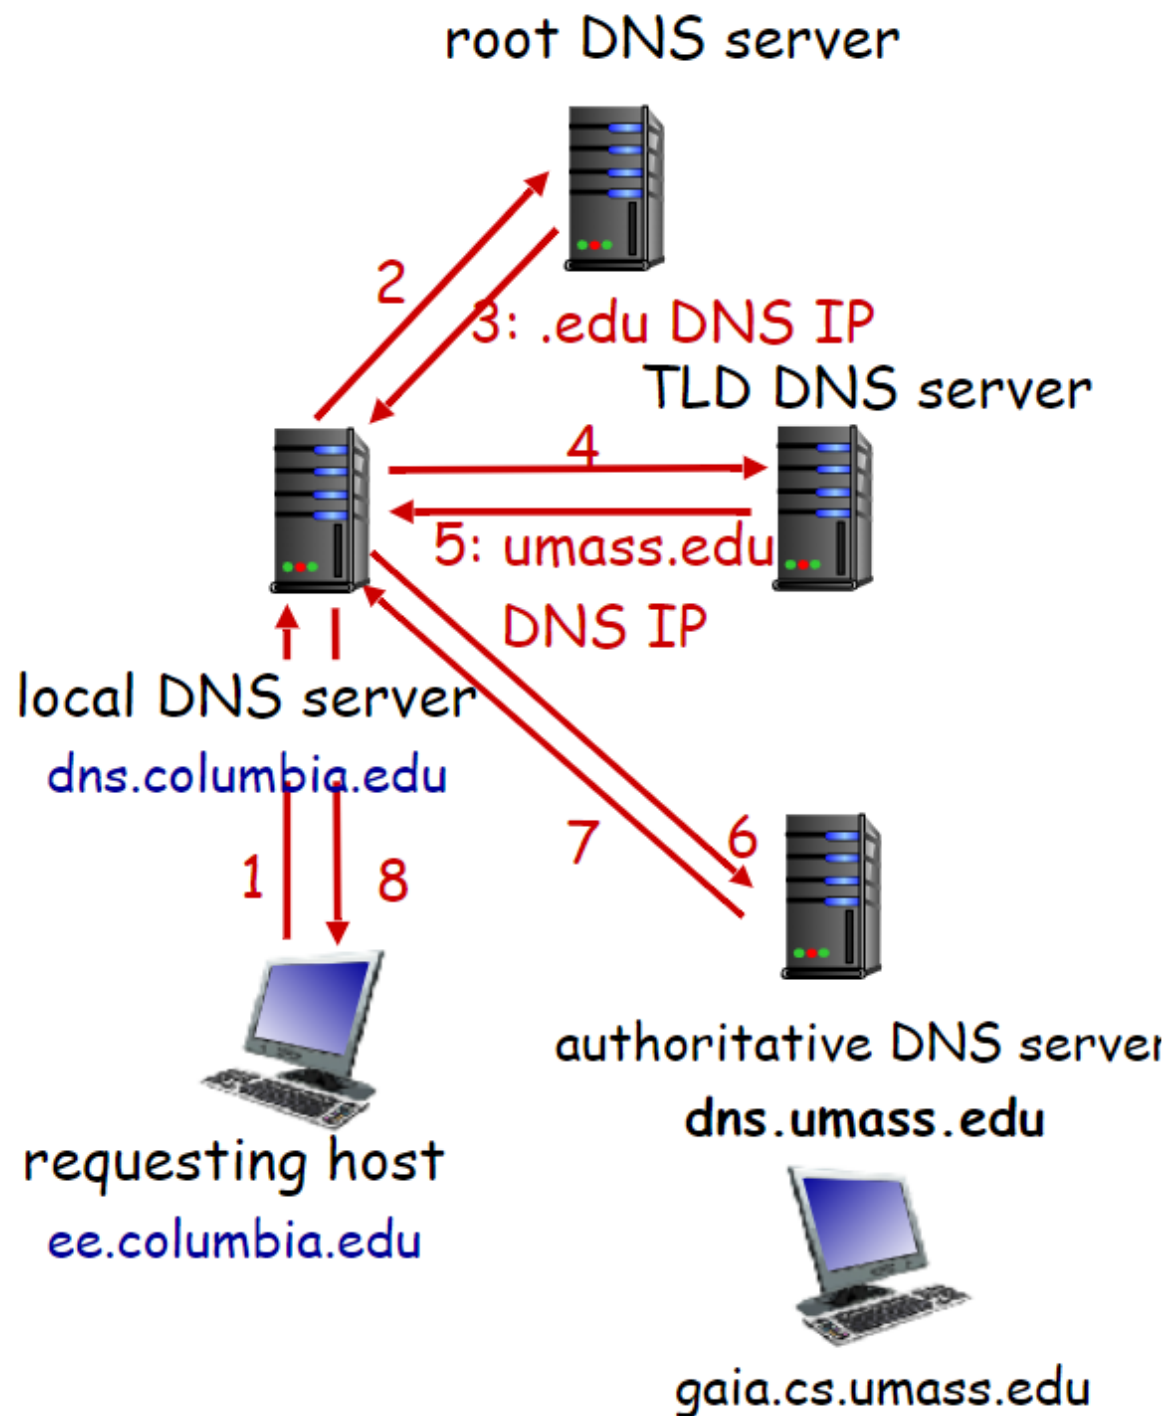 root DNS server
2
3: .edu DNS IP
TLD DNS server
4
5: umass.edu
DNS IP
local DNS server
dns.columbia.edu
1
8
7
6
authoritative DNS server
dns.umass.edu
requesting host
ee.columbia.edu
gaia.cs.umass.edu